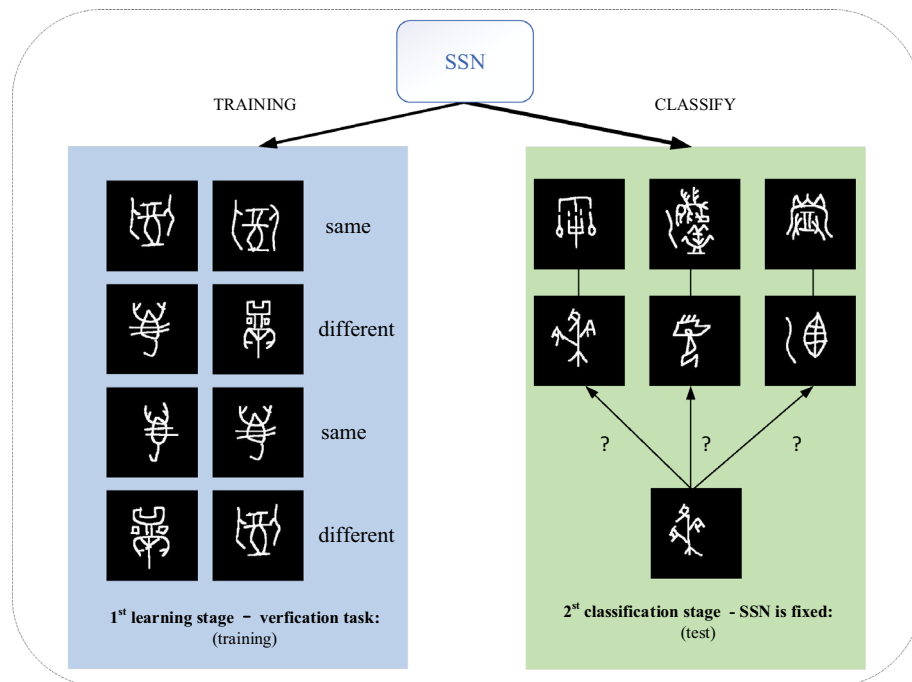 SSN
TRAINING
CLASSIFY
same
different
same
different
?
?
?
1st learning stage – verfication task:
(training)
2st classification stage - SSN is fixed:
(test)